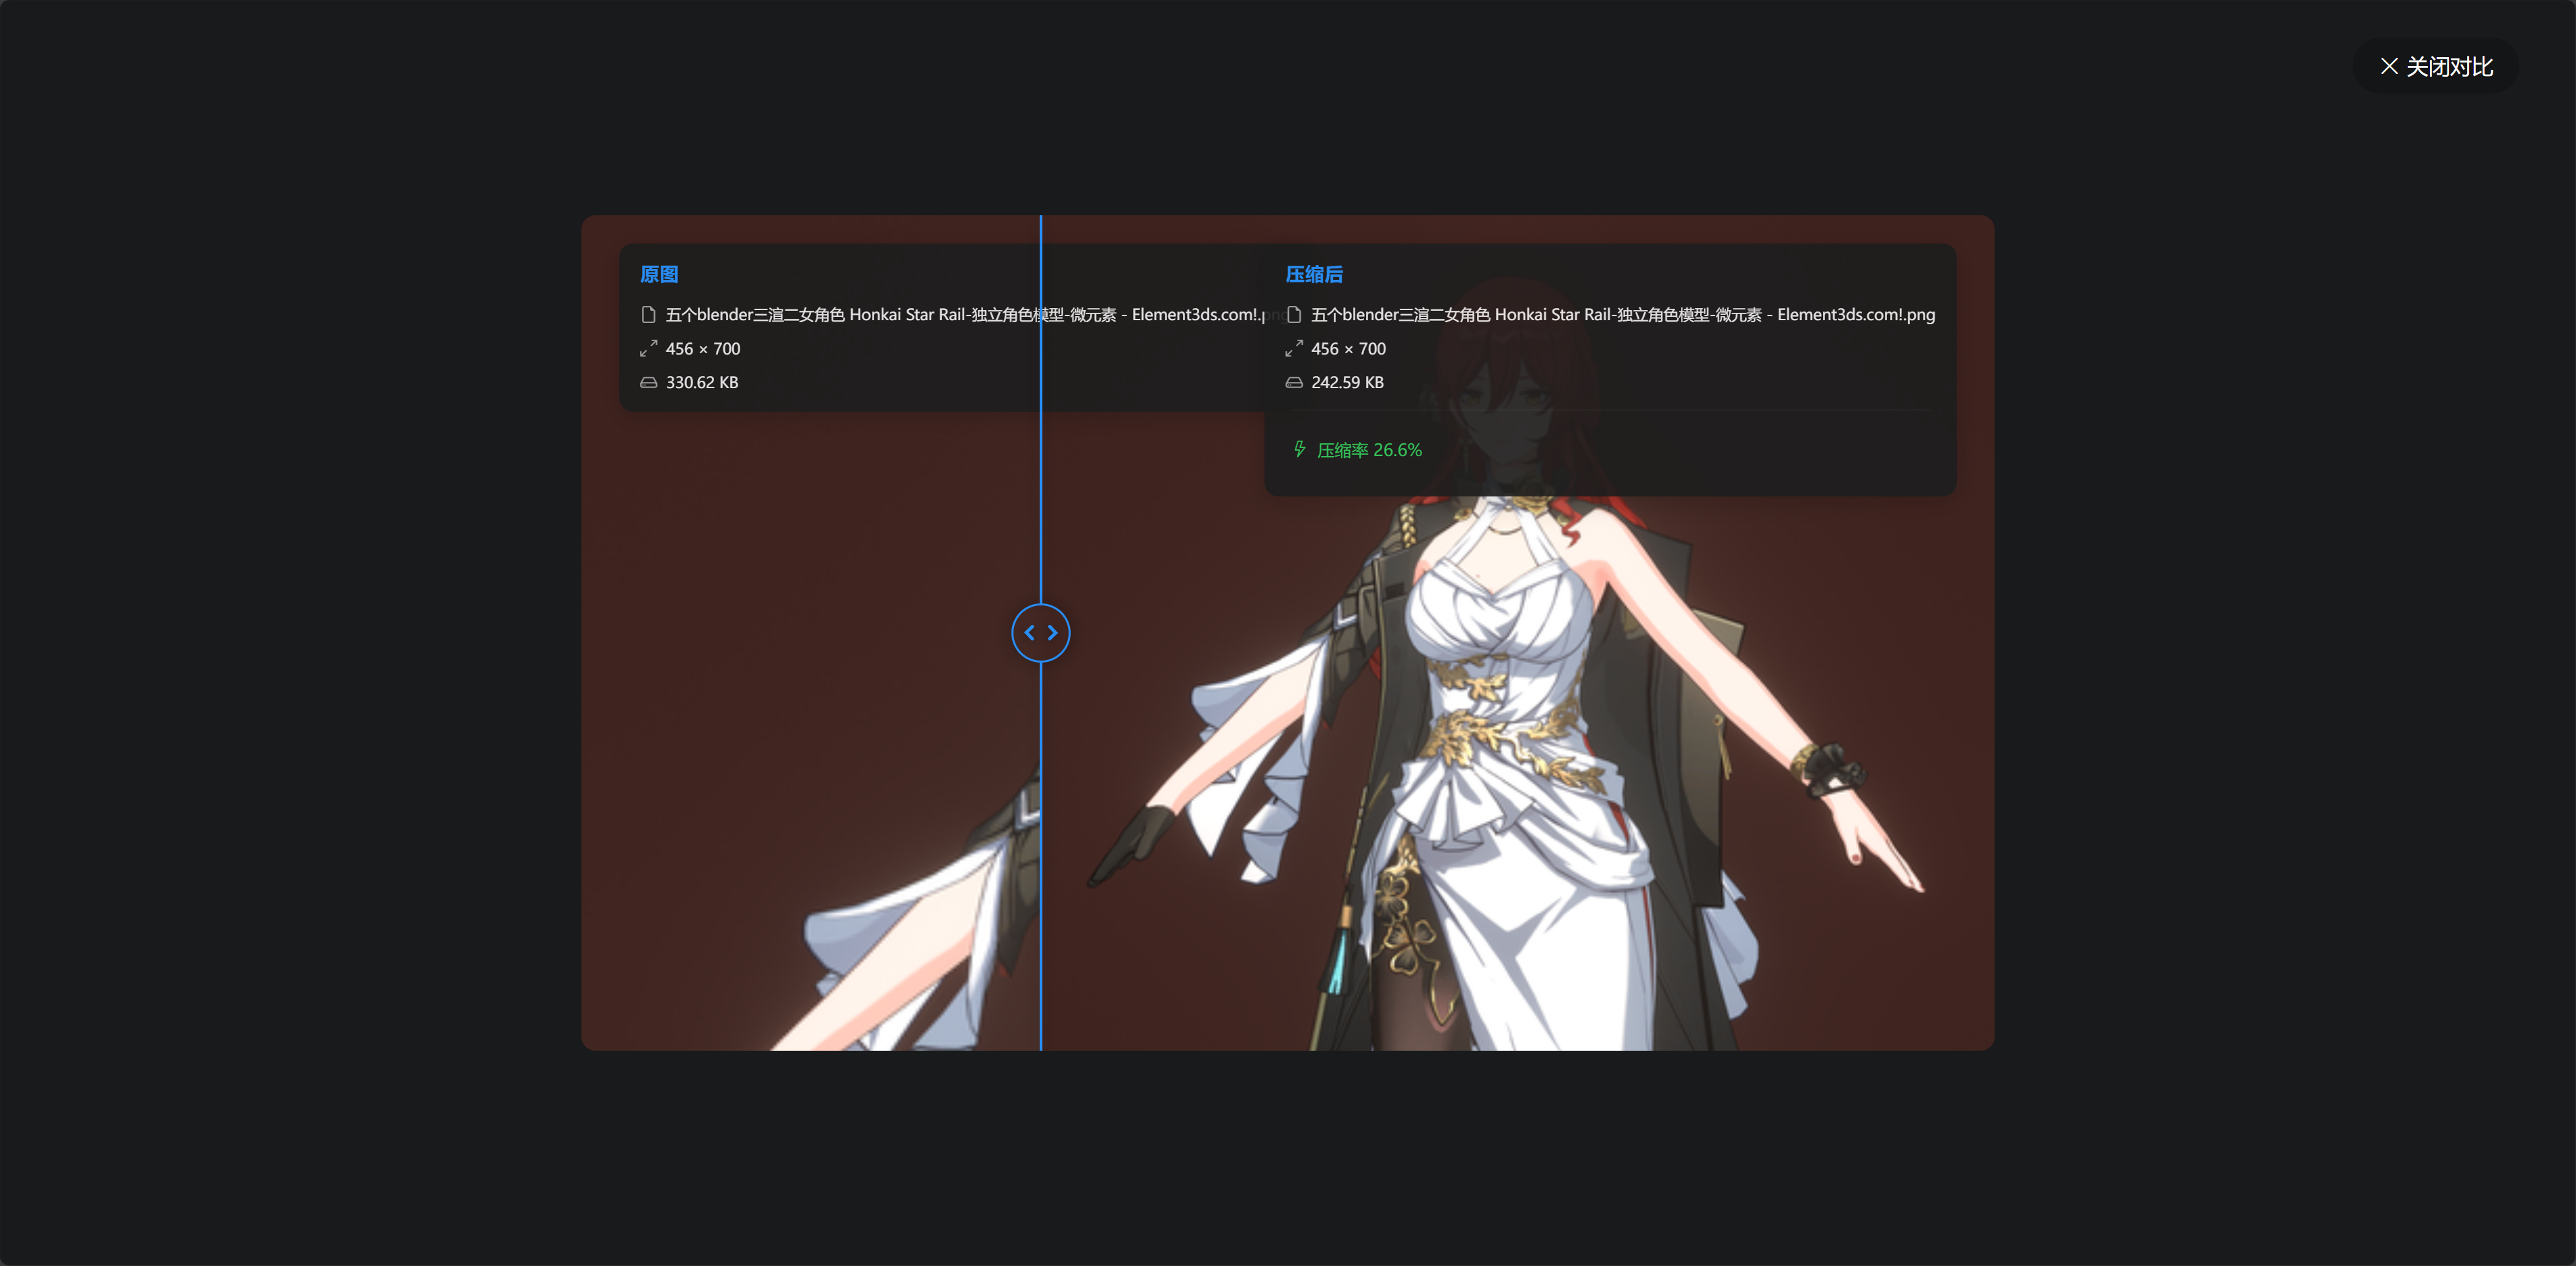 关闭对比
原图
五个blender三渲二女角色 Honkai Star Rail-独立角色模型-微元素 - Element3ds.com!.png
456 × 700
330.62 KB
压缩后
五个blender三渲二女角色 Honkai Star Rail-独立角色模型-微元素 - Element3ds.com!.png
456 × 700
242.59 KB
压缩率 26.6%